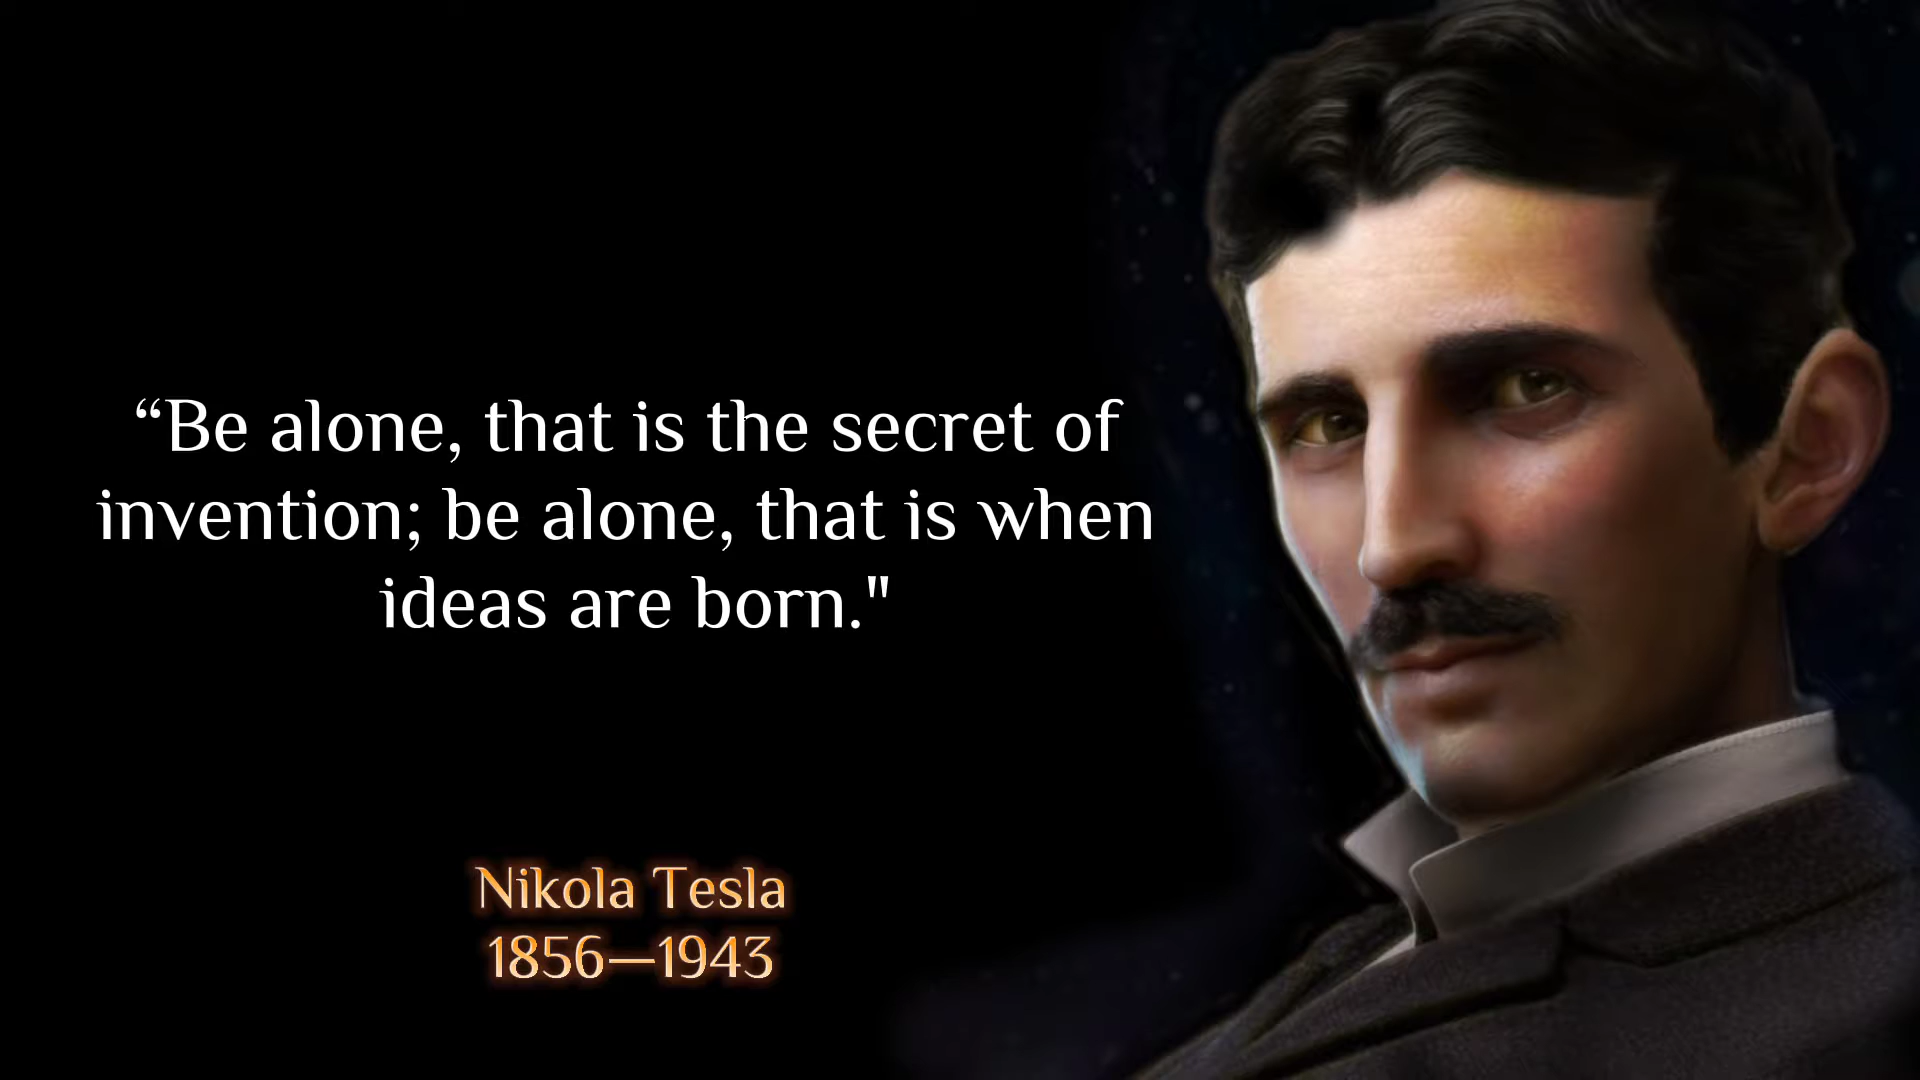 “Be alone, that is the secret of
invention; be alone, that is when
ideas are born."
Nikola Tesla
1856—1943